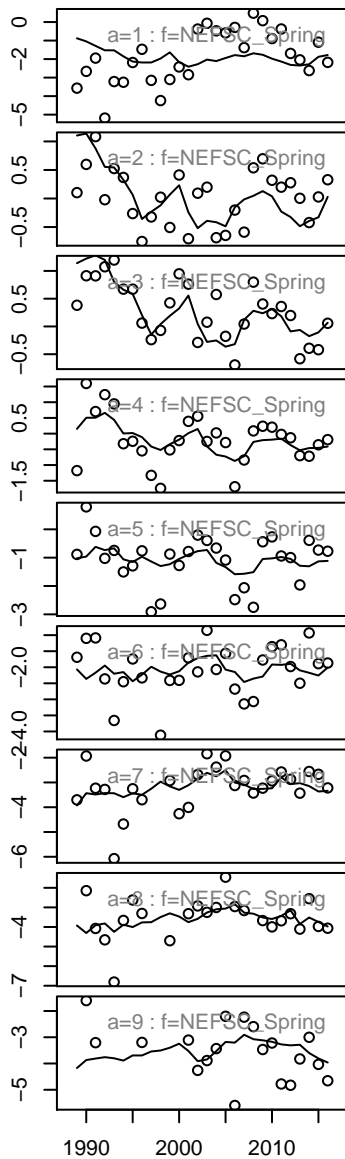 a=1 : f=NEFSC_Spring
0
−2
−5
a=2 : f=NEFSC_Spring
0.5
−0.5
a=3 : f=NEFSC_Spring
0.5
−0.5
a=4 : f=NEFSC_Spring
0.5
−1.5
a=5 : f=NEFSC_Spring
−1
−3
a=6 : f=NEFSC_Spring
−2.0
−4.0
a=7 : f=NEFSC_Spring
−2
−4
−6
a=8 : f=NEFSC_Spring
−4
−7
a=9 : f=NEFSC_Spring
−3
−5
1990 2000 2010